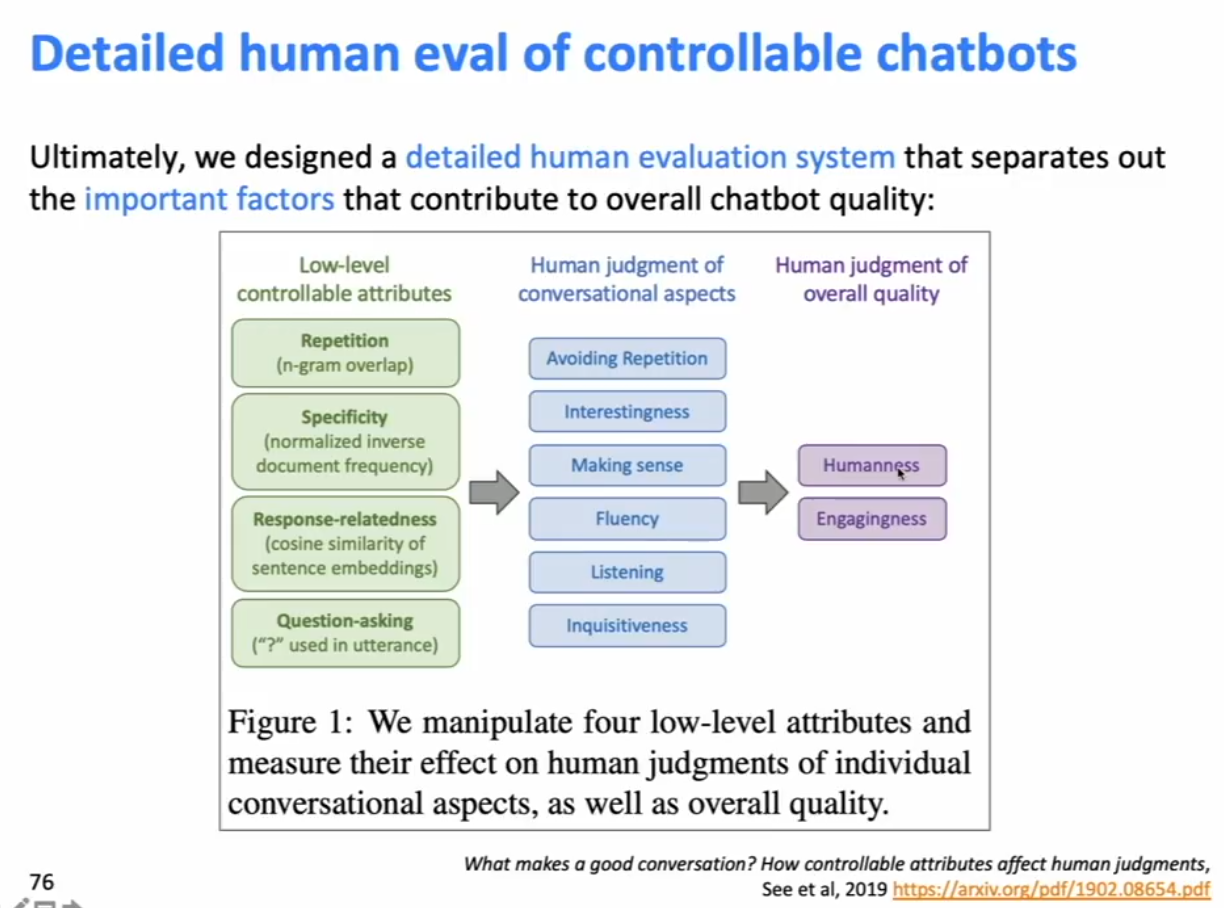 Detailed human eval of controllable chatbots
Ultimately, we designed a detailed human evaluation system that separates out
the important factors that contribute to overall chatbot quality:
Low-level
controllable attributes
Repetition
(n-gram overlap)
Specificity
(normalized inverse
document frequency)
Response-relatedness
(cosine similarity of
sentence embeddings)
Question-asking
("?" used in utterance)
Human judgment of
conversational aspects
Avoiding Repetition
Interestingness
Making sense
Fluency
Listening
Inquisitiveness
Human judgment of
overall quality
Humanness
Engagingness
Figure 1: We manipulate four low-level attributes and
measure their effect on human judgments of individual
conversational aspects, as well as overall quality.
What makes a good conversation? How controllable attributes affect human judgments,
See et al, 2019 https://arxiv.org/pdf/1902.08654.pdf
76